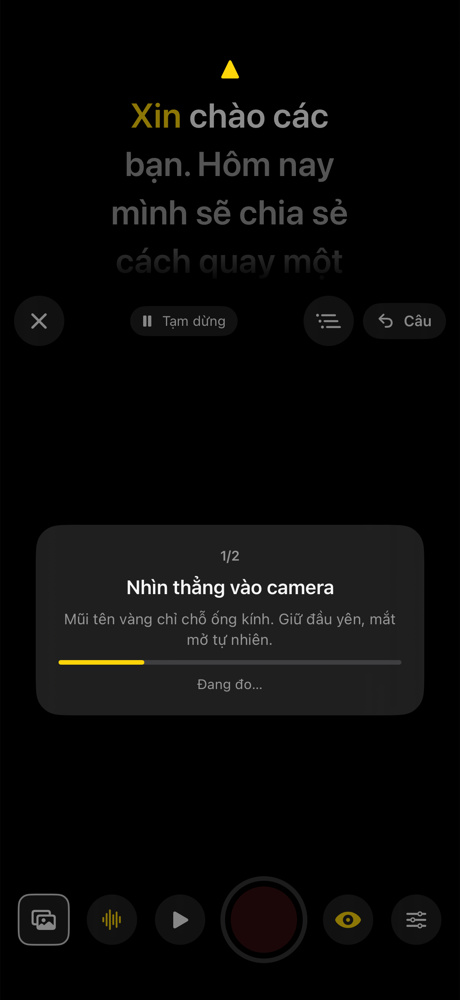 Xin chào các
bạn. Hôm nay
mình sẽ chia sẻ
cách quay một
Tạm dừng
Câu
1/2
Nhìn thẳng vào camera
Mũi tên vàng chỉ chỗ ống kính. Giữ đầu yên, mắt
mở tự nhiên.
Đang đo...